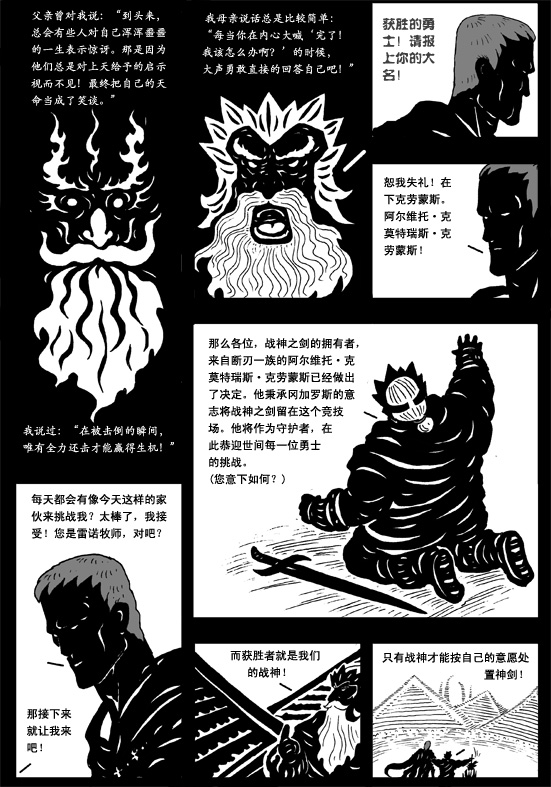 父亲曾对我说：“到头来，
总会有些人对自己浑浑噩噩
的一生表示惊讶。那是因为
他们总是对上天给予的启示
视而不见！最终把自己的天
命当成了笑谈。”
我母亲说话总是比较简单：
“每当你在内心大喊‘完了！
我该怎么办啊？’的时候，
大声勇敢直接的回答自己吧！”
获胜的勇
士！请报
上你的大
名！
恕我失礼！在
下克劳蒙斯。
阿尔维托·克
莫特瑞斯·克
劳蒙斯！
我说过：“在被击倒的瞬间，
唯有全力还击才能赢得生机！”
那么各位，战神之剑的拥有者，
来自断刃一族的阿尔维托·克
莫特瑞斯·克劳蒙斯已经做出
了决定。他秉承冈加罗斯的意
志将战神之剑留在这个竞技
场。他将作为守护者，在
此恭迎世间每一位勇士
的挑战。
(您意下如何？)
每天都会有像今天这样的家
伙来挑战我？太棒了，我接
受！您是雷诺牧师，对吧？
那接下来
就让我来
吧！
而获胜者就是我们
的战神！
只有战神才能按自己的意愿处
置神剑！